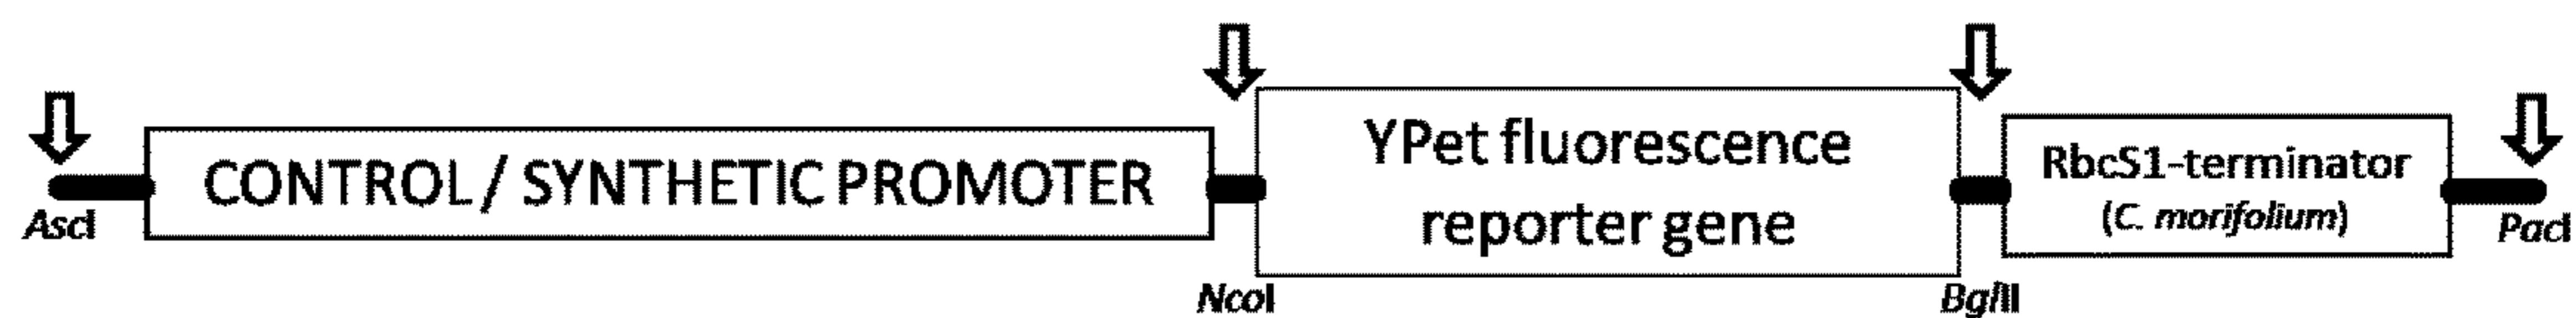 CONTROL / SYNTHETIC PROMOTER
YPet fluorescence
reporter gene
RbcS1-terminator
(C. morifolium)
AscI
NcoI
BglII
PacI